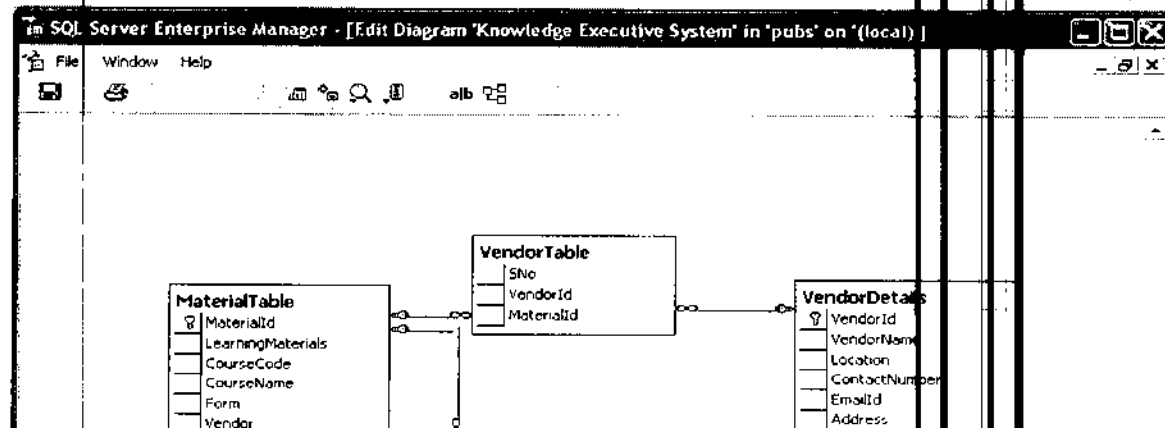 SQL Server Enterprise Manager - [Edit Diagram 'Knowledge Executive System' in 'pubs' on '(local)']
File Window Help
a|b
VendorTable
SNo
VendorId
MaterialId
MaterialTable
MaterialId
LearningMaterials
CourseCode
CourseName
Form
Vendor
VendorDetails
VendorId
VendorName
Location
ContactNumber
EmailId
Address